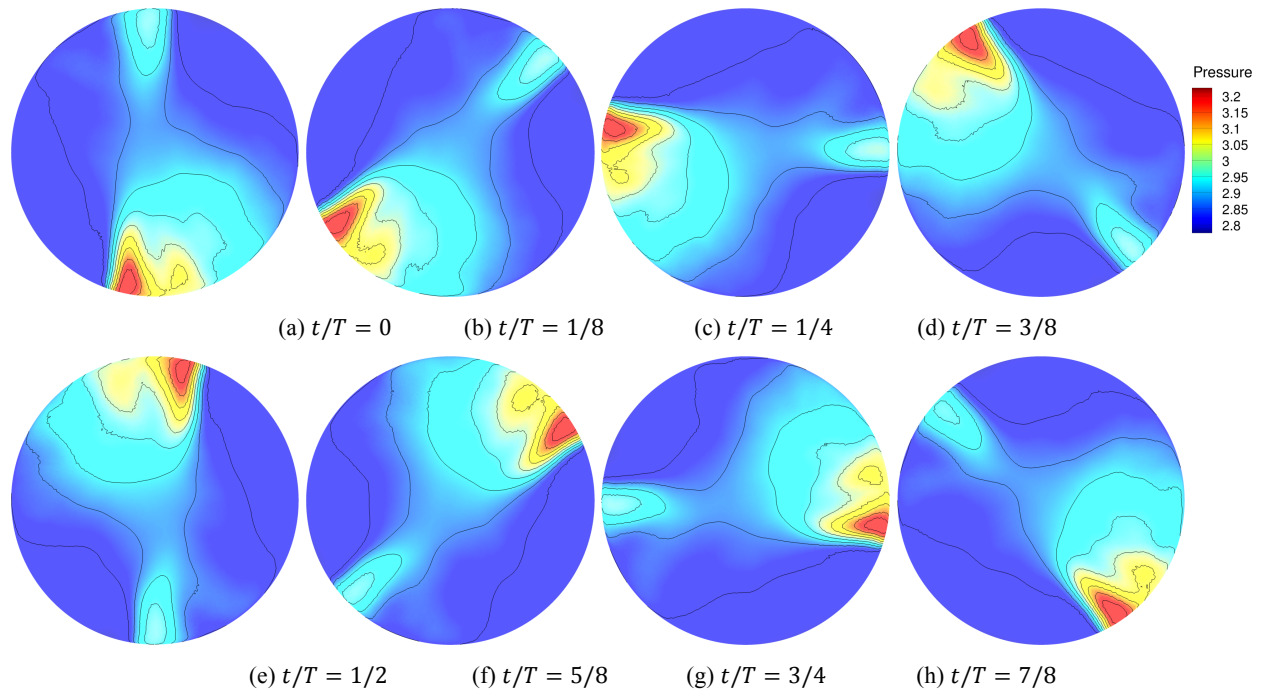 Pressure
3.2
3.15
3.1
3.05
3
2.95
2.9
2.85
2.8
(a) t/T = 0
(b) t/T = 1/8
(c) t/T = 1/4
(d) t/T = 3/8
(e) t/T = 1/2
(f) t/T = 5/8
(g) t/T = 3/4
(h) t/T = 7/8